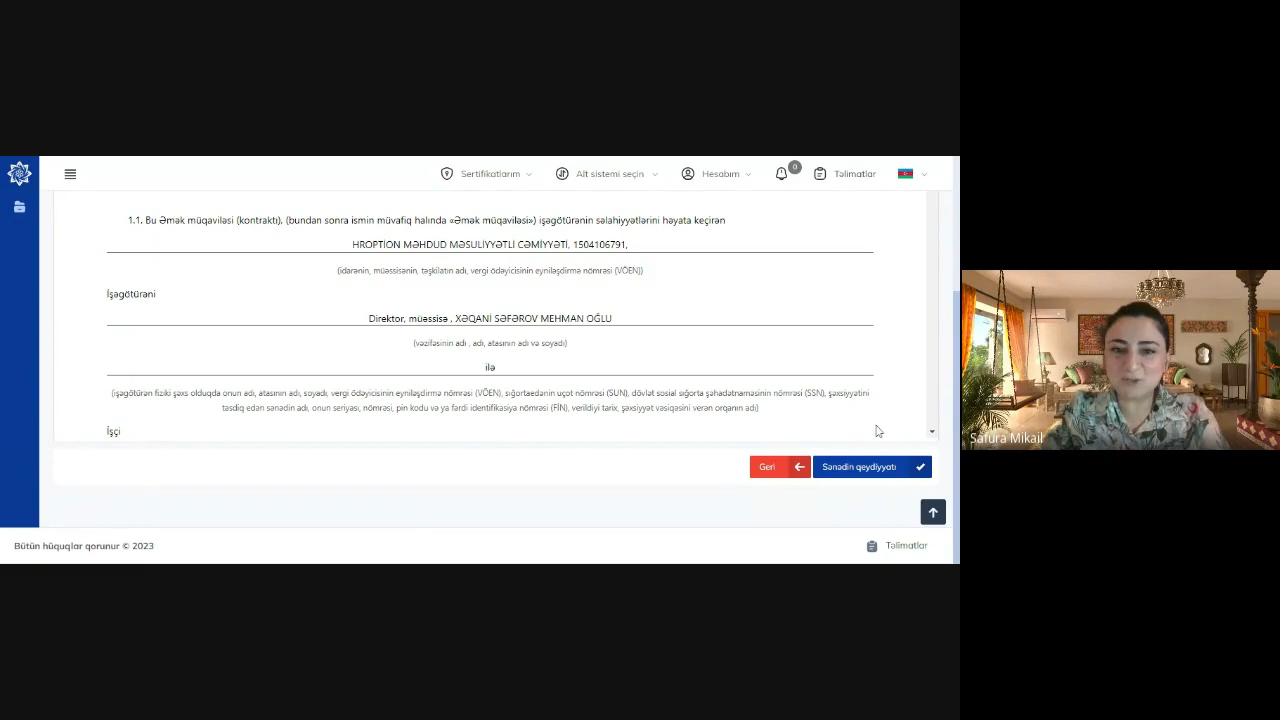 Sertifikatlarım
Alt sistemi seçin
Hesabım
0
Təlimatlar
1.1. Bu Əmək müqaviləsi (kontraktı), (bundan sonra ismin müvafiq halında «Əmək müqaviləsi») işəgötürənin səlahiyyətlərini həyata keçirən
HROPTİON MƏHDUD MƏSULİYYƏTLİ CƏMİYYƏTİ, 1504106791,
(idarənin, müəssisənin, təşkilatın adı, vergi ödəyicisinin eyniləşdirmə nömrəsi (VÖEN))
İşəgötürəni
Direktor, müəssisə , XƏQANİ SƏFƏROV MEHMAN OĞLU
(vəzifəsinin adı , adı, atasının adı və soyadı)
ilə
(işəgötürən fiziki şəxs olduqda onun adı, atasının adı, soyadı, vergi ödəyicisinin eyniləşdirmə nömrəsi (VÖEN), sığortaedənin uçot nömrəsi (SUN), dövlət sosial sığorta şəhadətnaməsinin nömrəsi (SSN), şəxsiyyətini
təsdiq edən sənədin adı, onun seriyası, nömrəsi, pin kodu və ya fərdi identifikasiya nömrəsi (FİN), verildiyi tarix, şəxsiyyət vəsiqəsini verən orqanın adı)
İşçi
Geri
Sənədin qeydiyyatı
Safura Mikail
Bütün hüquqlar qorunur © 2023
Təlimatlar